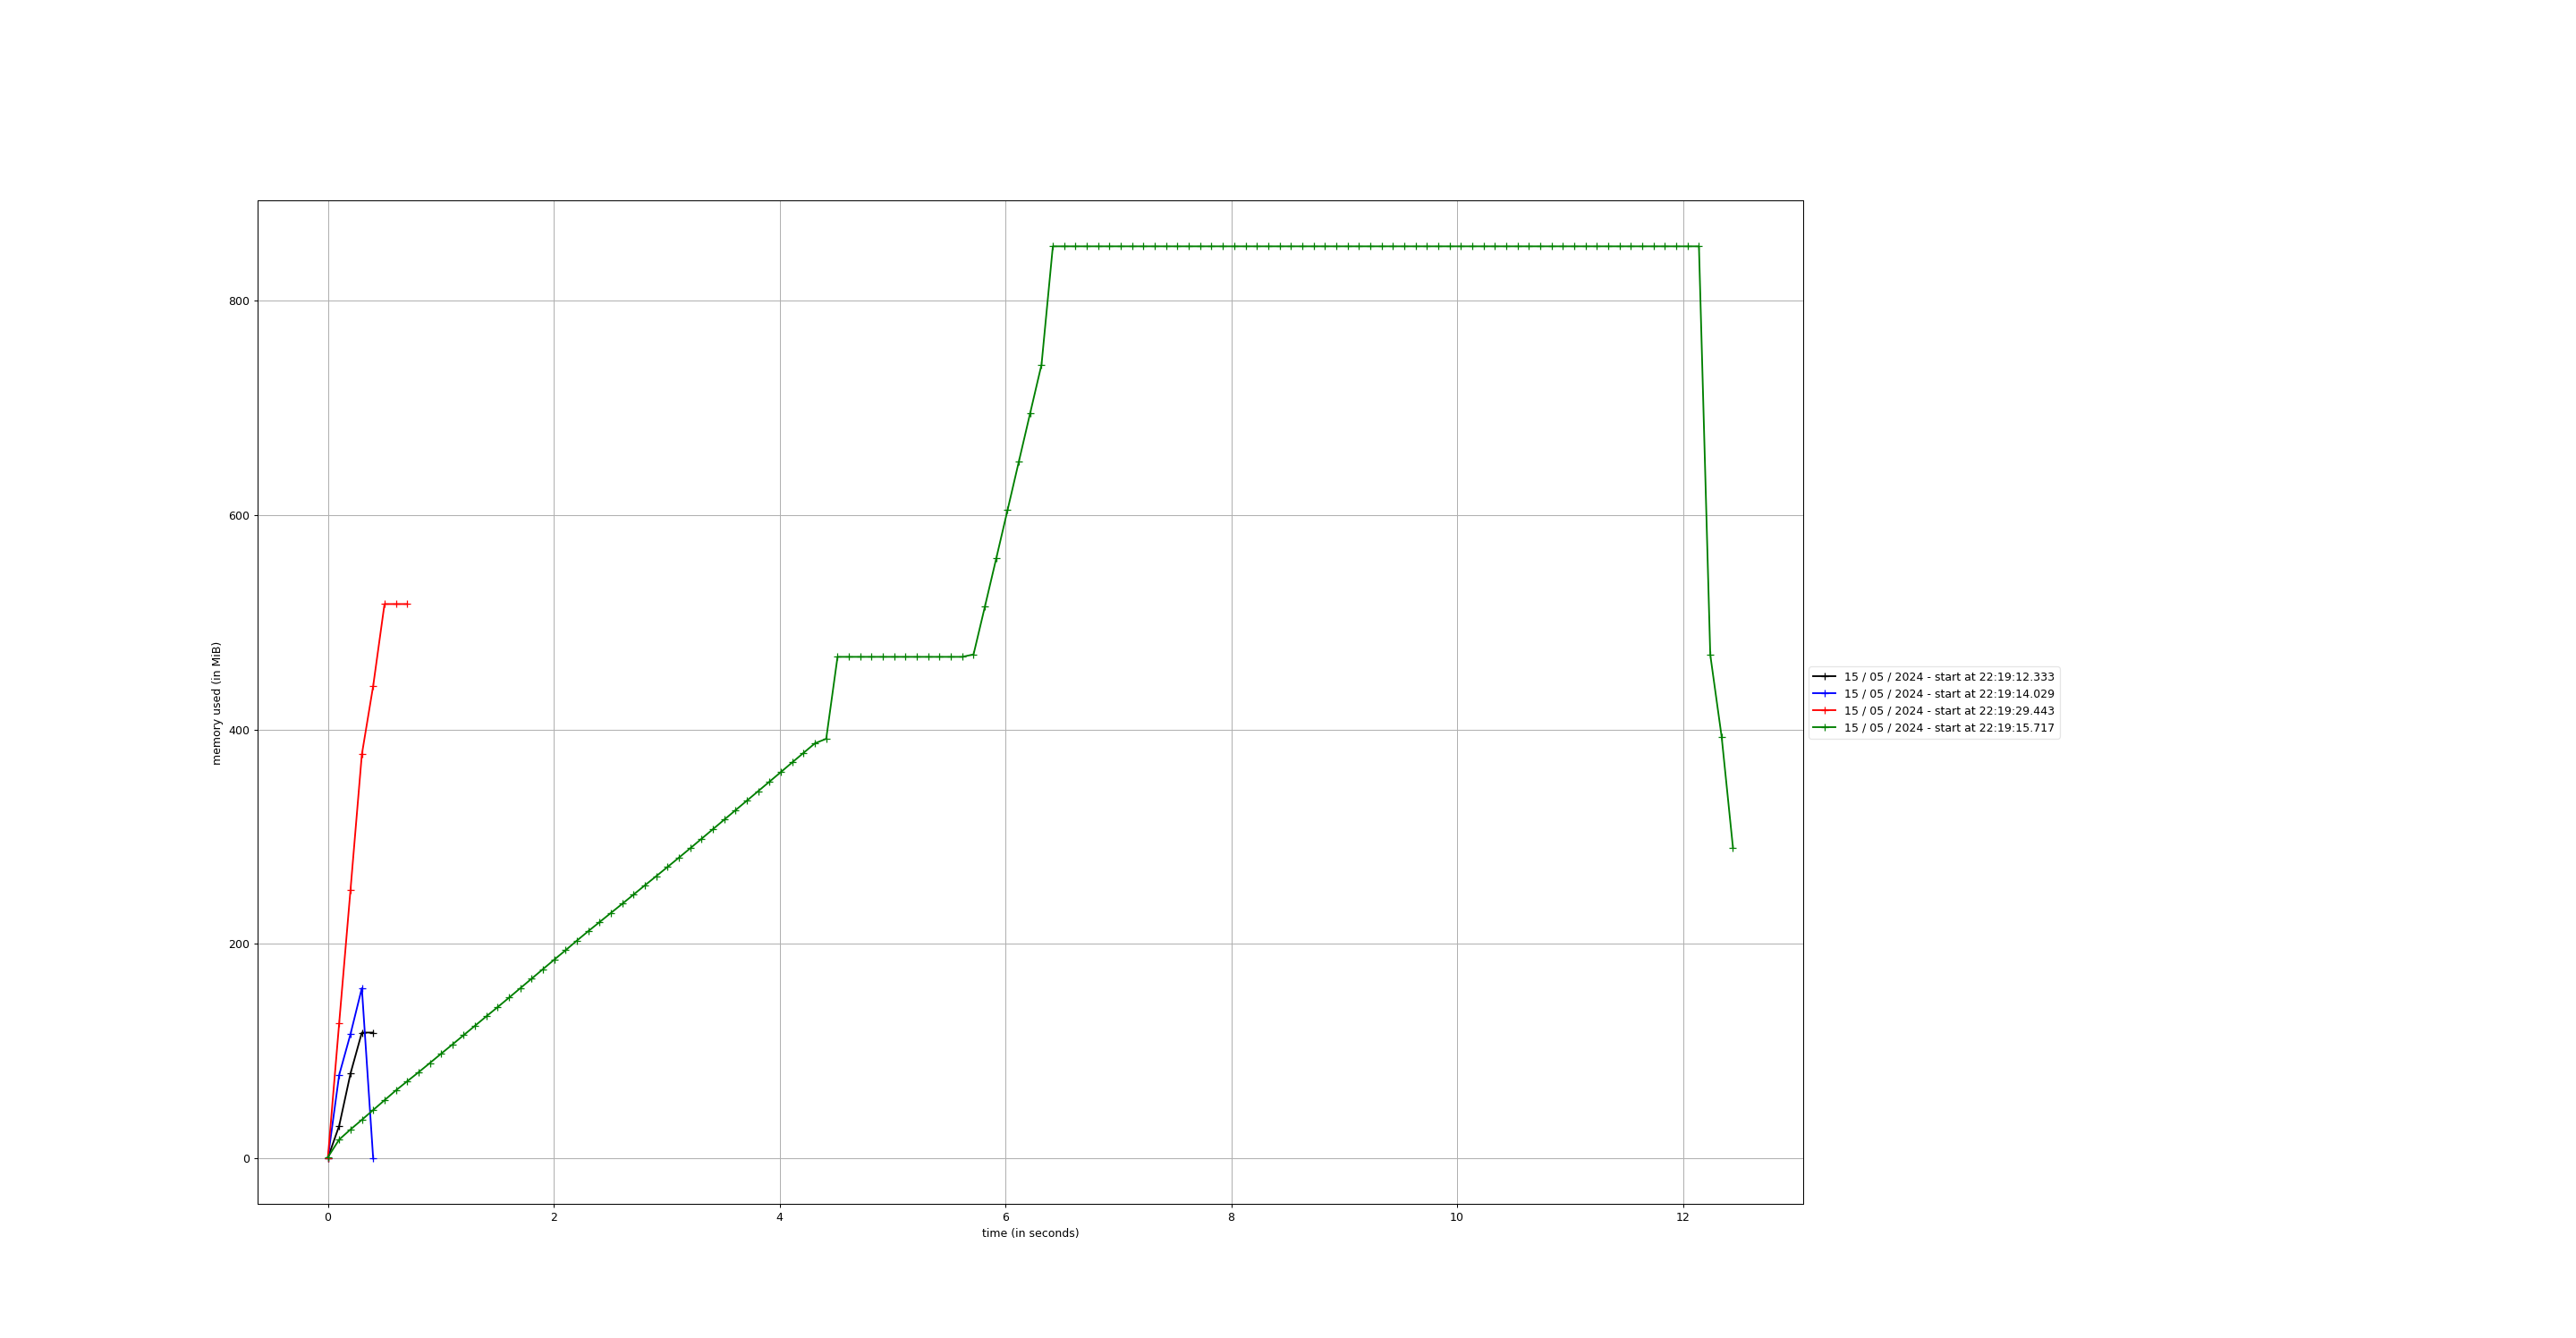 800
600
400
200
0
memory used (in MiB)
0 2 4 6 8 10 12
time (in seconds)
15 / 05 / 2024 - start at 22:19:12.333
15 / 05 / 2024 - start at 22:19:14.029
15 / 05 / 2024 - start at 22:19:29.443
15 / 05 / 2024 - start at 22:19:15.717